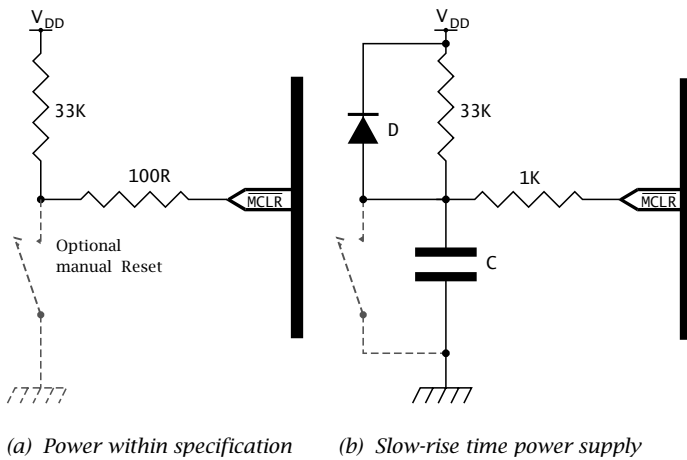 VDD
33K
100R
MCLR
Optional
manual Reset
VDD
D
33K
1K
MCLR
C
(a) Power within specification
(b) Slow-rise time power supply